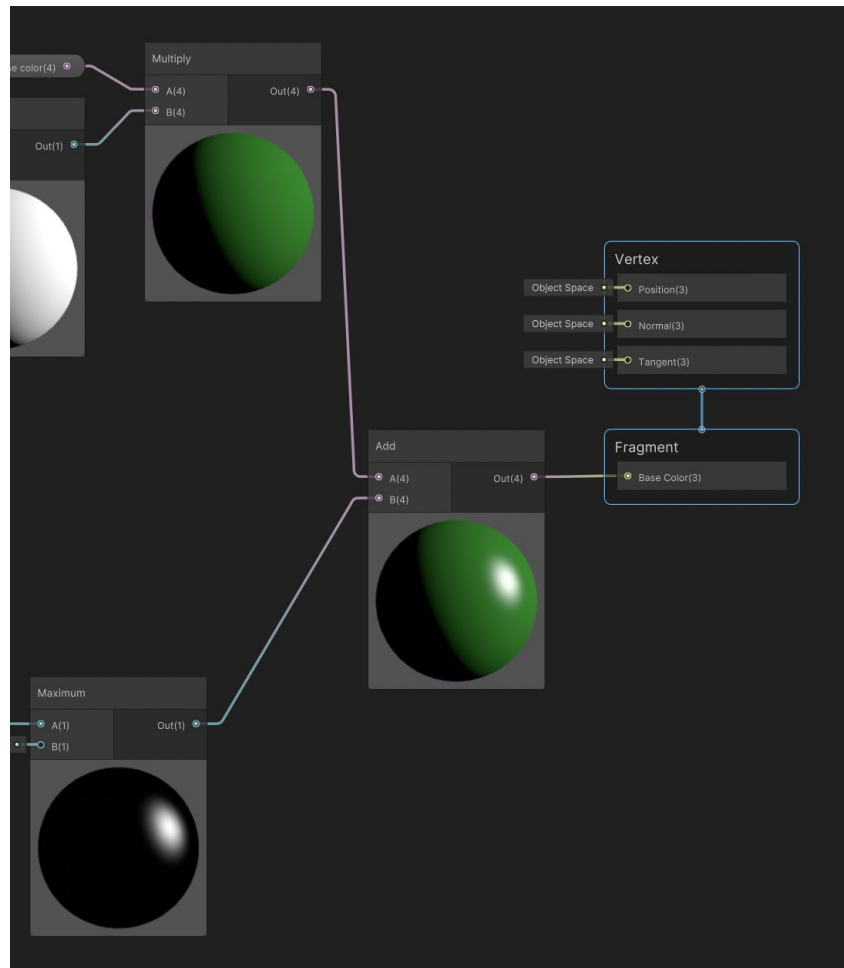 Multiply
e color(4)
A(4) Out(4)
B(4)
Out(1)
Vertex
Object Space Position(3)
Object Space Normal(3)
Object Space Tangent(3)
Fragment
Base Color(3)
Add
A(4) Out(4)
B(4)
Maximum
A(1) Out(1)
B(1)